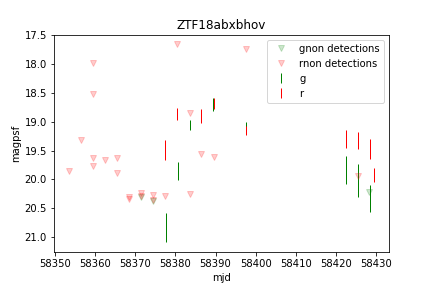 ZTF18abxbhov
17.5
18.0
18.5
19.0
19.5
20.0
20.5
21.0
magpsf
gnon detections
rnon detections
g
r
58350 58360 58370 58380 58390 58400 58410 58420 58430
mjd